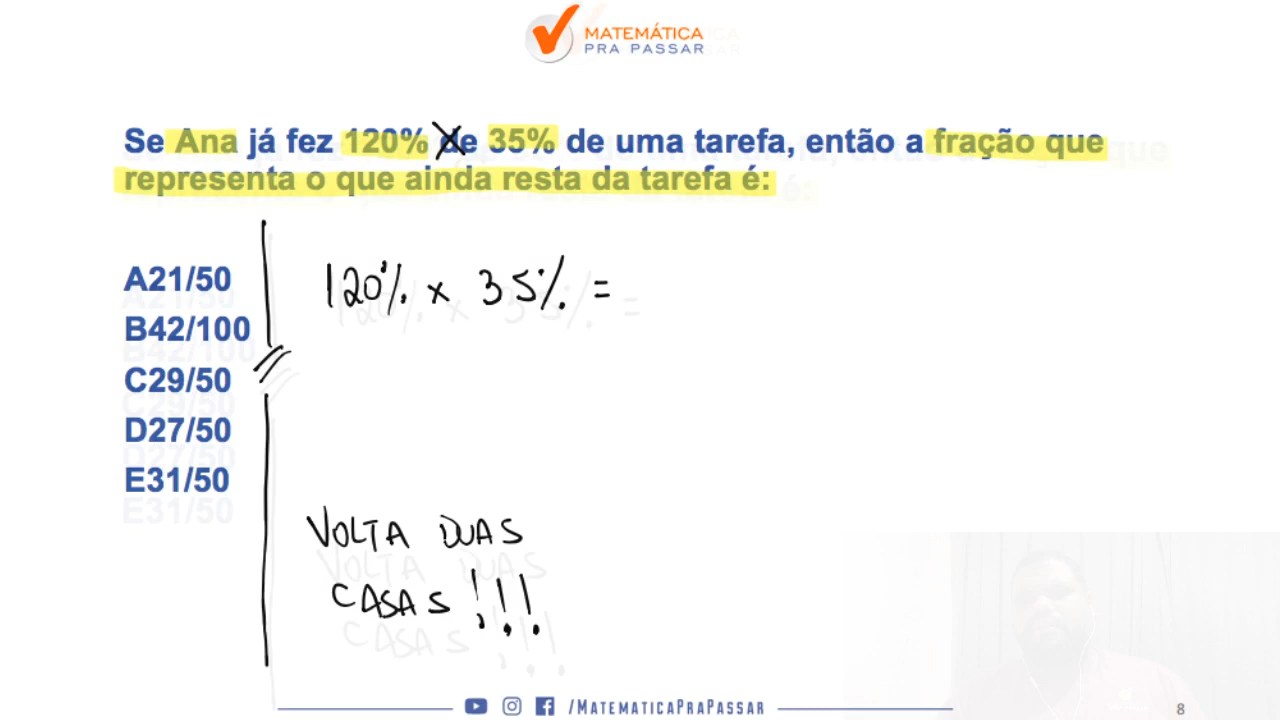 MATEMÁTICA
PRA PASSAR
Se Ana já fez 120% de 35% de uma tarefa, então a fração que
representa o que ainda resta da tarefa é:
A21/50
B42/100
C29/50
D27/50
E31/50
120% x 35% =
VOLTA DUAS
CASAS!!!
/MATEMATICAPRAPASSAR
8